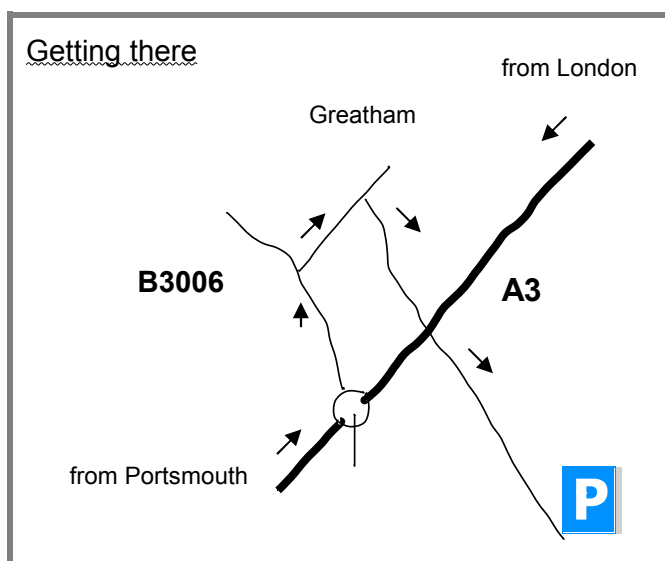 Getting there
from London
Greatham
B3006
A3
from Portsmouth
P